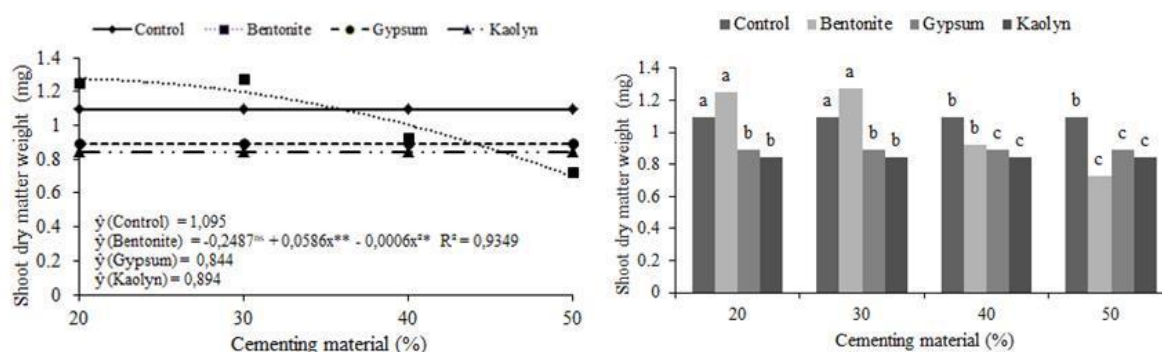 Control Bentonite Gypsum Kaolyn
Shoot dry matter weight (mg)
1.4
1.2
1
0.8
0.6
0.4
0.2
0
ŷ (Control) = 1,095
ŷ (Bentonite) = -0,2487ⁿˢ + 0,0586x** - 0,0006x²* R² = 0,9349
ŷ (Gypsum) = 0,844
ŷ (Kaolyn) = 0,894
20 30 40 50
Cementing material (%)
Control Bentonite Gypsum Kaolyn
Shoot dry matter weight (mg)
1.4
1.2
1
0.8
0.6
0.4
0.2
0
a a b b
a a b b
b b c c
b c c c
20 30 40 50
Cementing material (%)